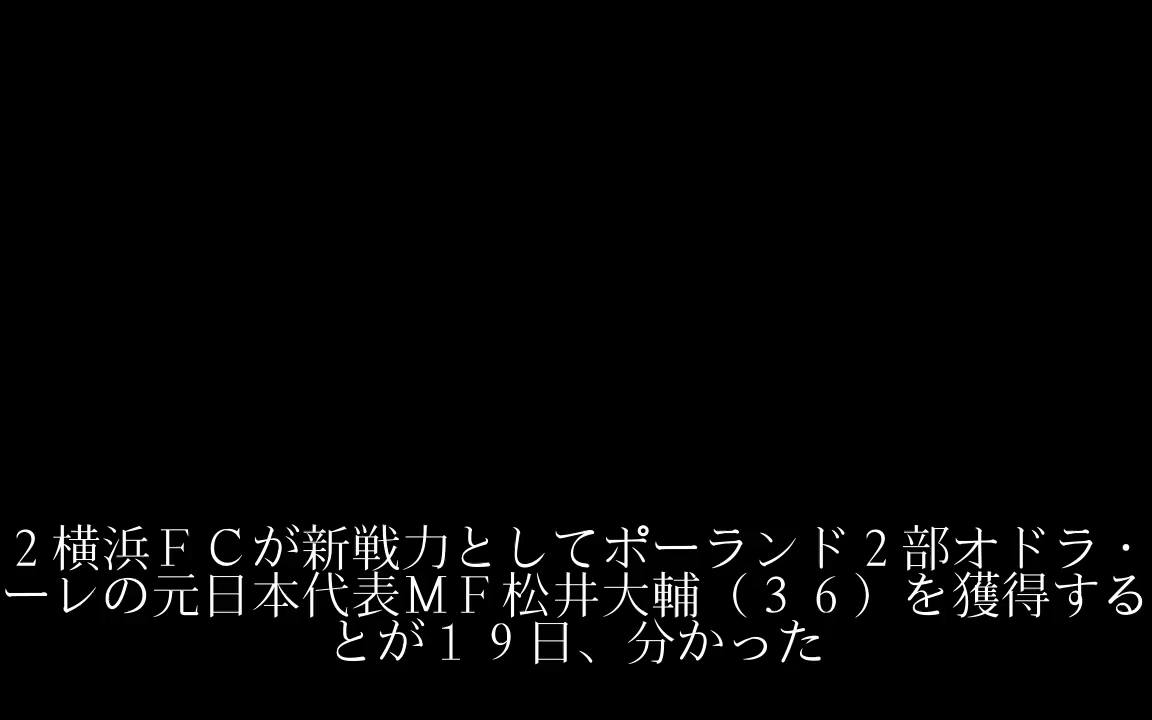 ２横浜ＦＣが新戦力としてポーランド２部オドラ・
ーレの元日本代表ＭＦ松井大輔（３６）を獲得する
とが１９日、分かった